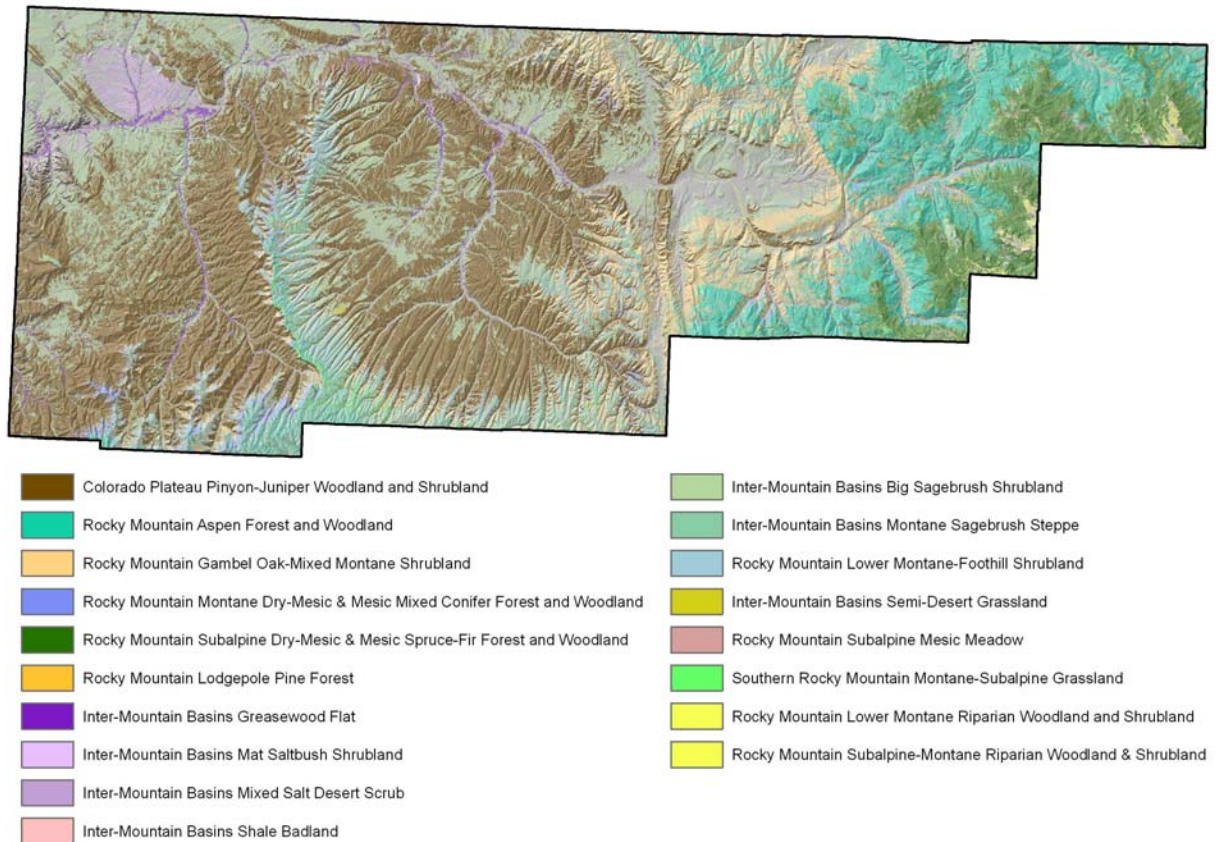 Colorado Plateau Pinyon-Juniper Woodland and Shrubland
Rocky Mountain Aspen Forest and Woodland
Rocky Mountain Gambel Oak-Mixed Montane Shrubland
Rocky Mountain Montane Dry-Mesic & Mesic Mixed Conifer Forest and Woodland
Rocky Mountain Subalpine Dry-Mesic & Mesic Spruce-Fir Forest and Woodland
Rocky Mountain Lodgepole Pine Forest
Inter-Mountain Basins Greasewood Flat
Inter-Mountain Basins Mat Saltbush Shrubland
Inter-Mountain Basins Mixed Salt Desert Scrub
Inter-Mountain Basins Shale Badland
Inter-Mountain Basins Big Sagebrush Shrubland
Inter-Mountain Basins Montane Sagebrush Steppe
Rocky Mountain Lower Montane-Foothill Shrubland
Inter-Mountain Basins Semi-Desert Grassland
Rocky Mountain Subalpine Mesic Meadow
Southern Rocky Mountain Montane-Subalpine Grassland
Rocky Mountain Lower Montane Riparian Woodland and Shrubland
Rocky Mountain Subalpine-Montane Riparian Woodland & Shrubland